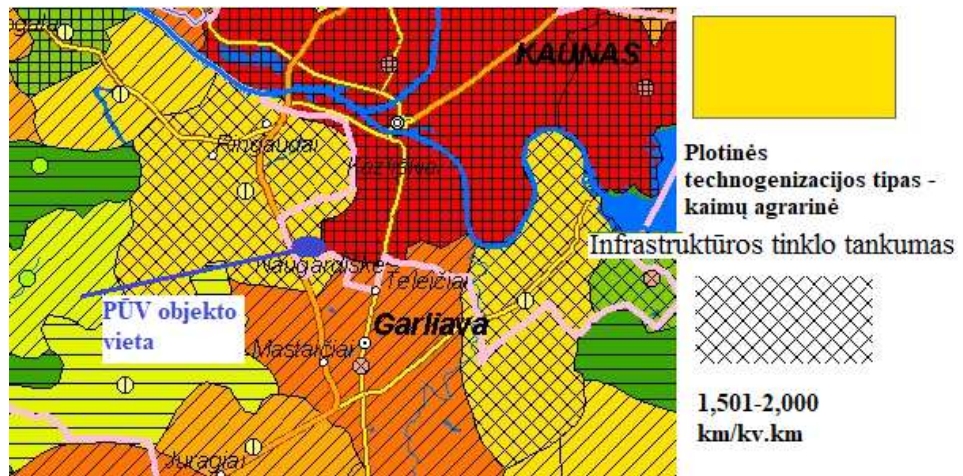 KAUNAS
Ringaudai
Naugardiškė
Teleičiai
Garliava
Mastaičiai
Juragiai
PŪV objekto
vieta
Plotinės
technogenizacijos tipas -
kaimų agrarinė
Infrastruktūros tinklo tankumas
1,501-2,000
km/kv.km